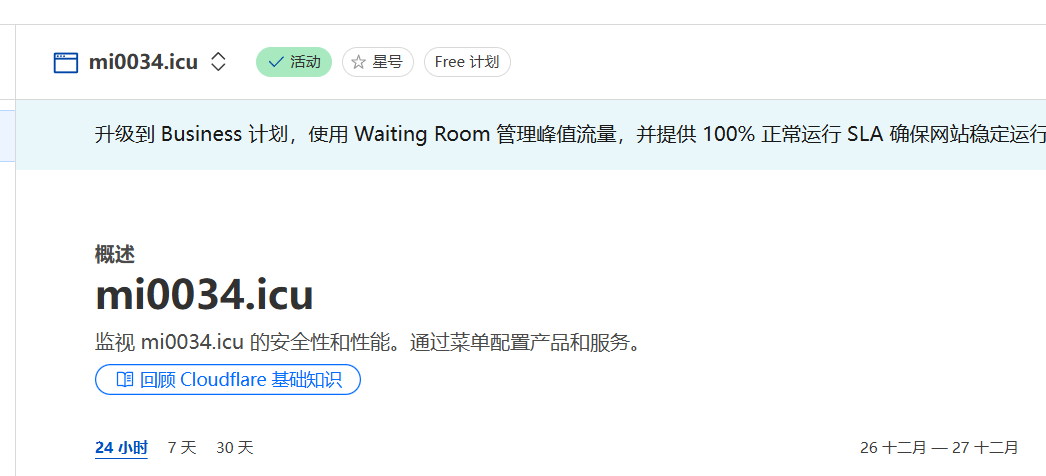 mi0034.icu 活动 星号 Free 计划
升级到 Business 计划，使用 Waiting Room 管理峰值流量，并提供 100% 正常运行 SLA 确保网站稳定运行
概述
mi0034.icu
监视 mi0034.icu 的安全性和性能。通过菜单配置产品和服务。
回顾 Cloudflare 基础知识
24 小时 7 天 30 天 26 十二月 — 27 十二月